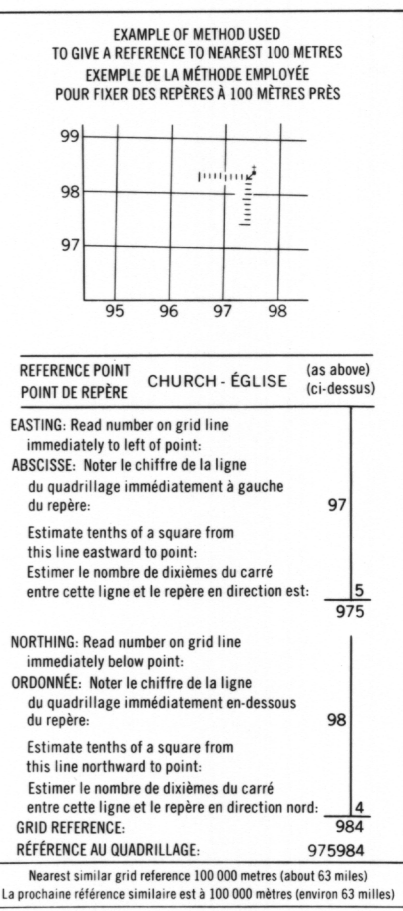 EXAMPLE OF METHOD USED
TO GIVE A REFERENCE TO NEAREST 100 METRES
EXEMPLE DE LA MÉTHODE EMPLOYÉE
POUR FIXER DES REPÈRES À 100 MÈTRES PRÈS
99
98
97
95 96 97 98
REFERENCE POINT
POINT DE REPÈRE
CHURCH - ÉGLISE
(as above)
(ci-dessus)
EASTING: Read number on grid line
immediately to left of point:
ABSCISSE: Noter le chiffre de la ligne
du quadrillage immédiatement à gauche
du repère: 97
Estimate tenths of a square from
this line eastward to point:
Estimer le nombre de dixièmes du carré
entre cette ligne et le repère en direction est: 5
975
NORTHING: Read number on grid line
immediately below point:
ORDONNÉE: Noter le chiffre de la ligne
du quadrillage immédiatement en-dessous
du repère: 98
Estimate tenths of a square from
this line northward to point:
Estimer le nombre de dixièmes du carré
entre cette ligne et le repère en direction nord: 4
GRID REFERENCE: 984
RÉFÉRENCE AU QUADRILLAGE: 975984
Nearest similar grid reference 100 000 metres (about 63 miles)
La prochaine référence similaire est à 100 000 mètres (environ 63 milles)